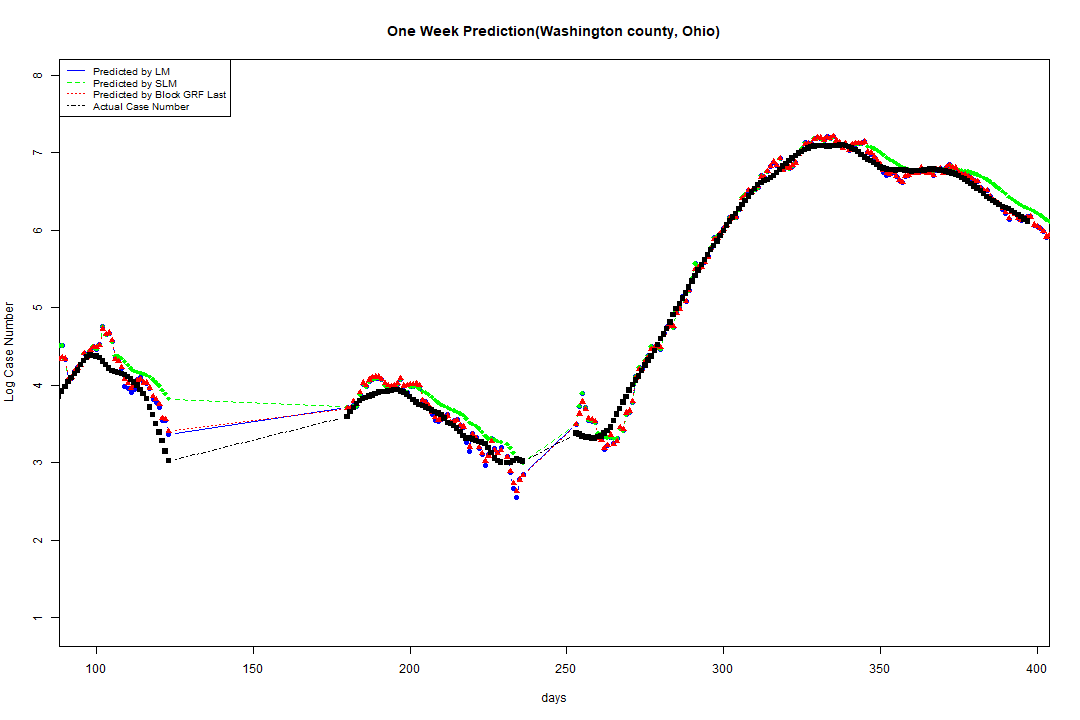 One Week Prediction(Washington county, Ohio)
Predicted by LM
Predicted by SLM
Predicted by Block GRF Last
Actual Case Number
Log Case Number
8
7
6
5
4
3
2
1
100 150 200 250 300 350 400
days